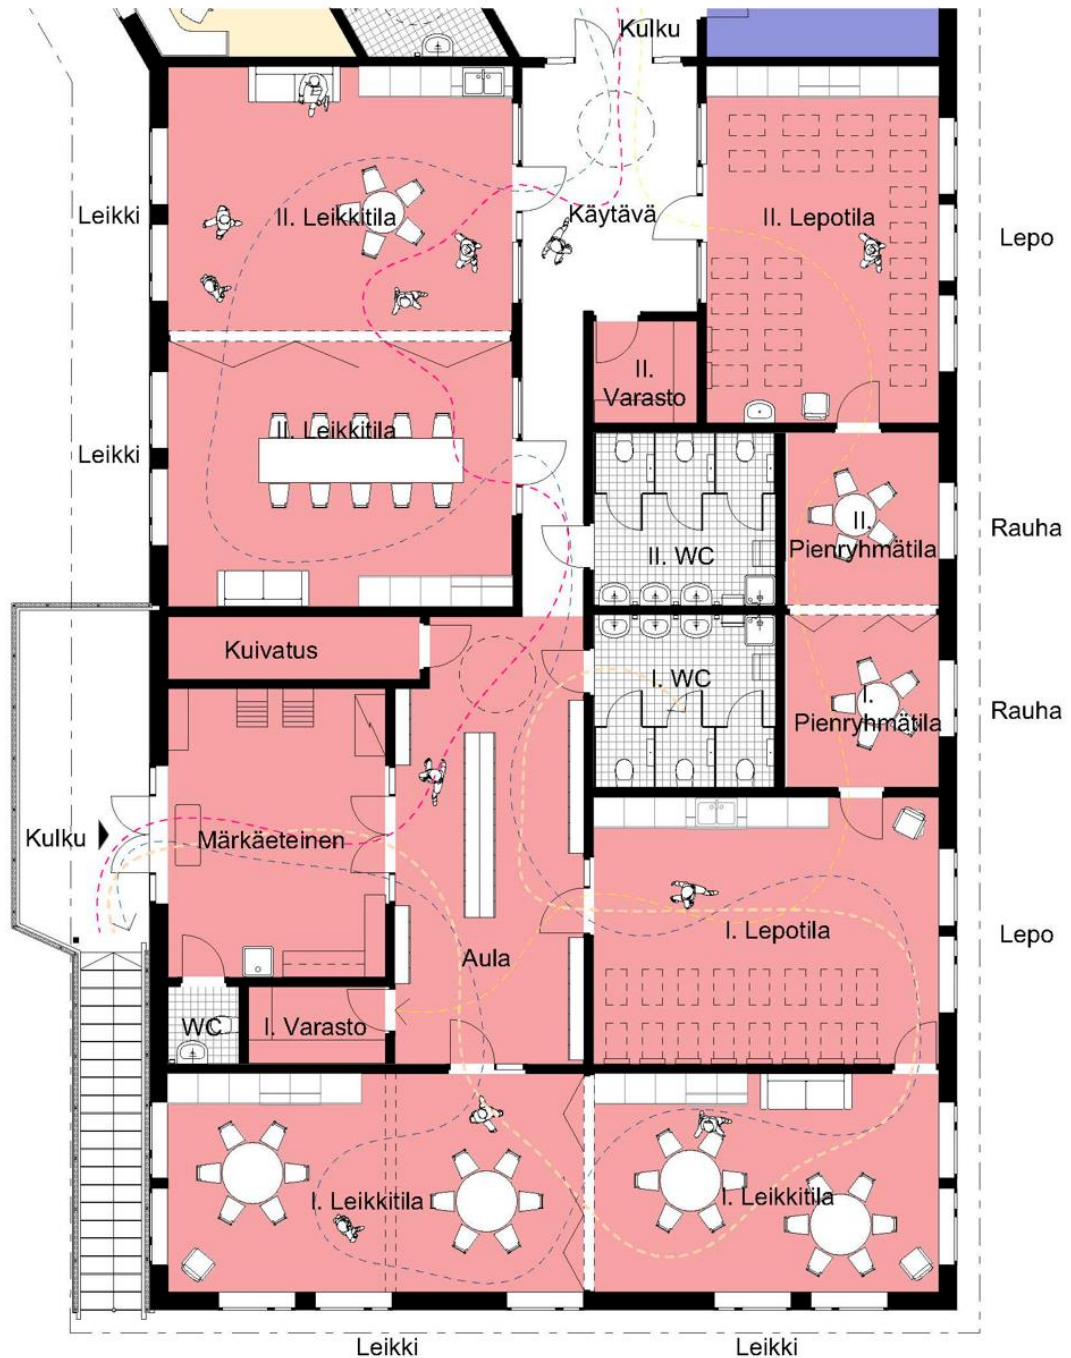 Kulku
Leikki
II. Leikkitila
Käytävä
II. Lepotila
Lepo
II.
Varasto
Leikki
II. Leikkitila
II. WC
II.
Pienryhmätila
Rauha
Kuivatus
I. WC
I.
Pienryhmätila
Rauha
Kulku
Märkäeteinen
Aula
I. Lepotila
Lepo
WC
I. Varasto
I. Leikkitila
I. Leikkitila
Leikki
Leikki